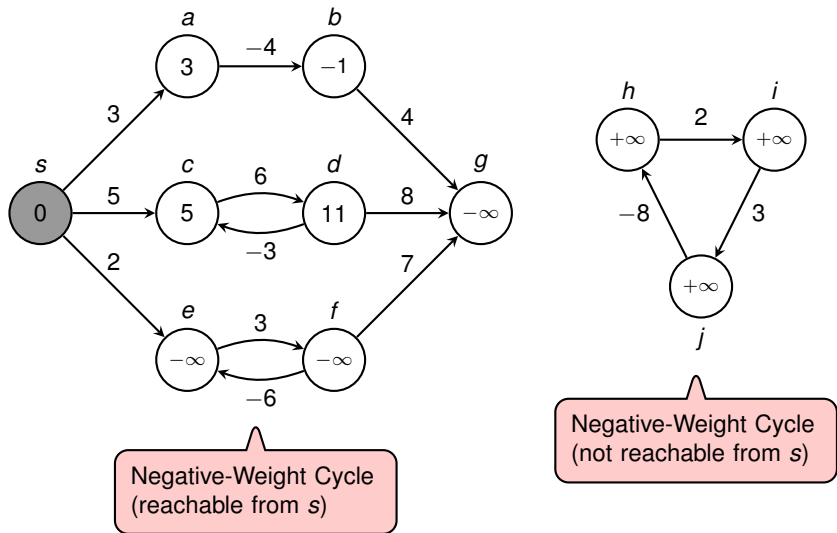 a
b
−4
3
−1
3
4
h
2
i
+∞
+∞
s
c
6
d
g
5
8
0
5
11
−∞
−3
−8
3
2
7
+∞
e
3
f
j
−∞
−∞
−6
Negative-Weight Cycle
(not reachable from s)
Negative-Weight Cycle
(reachable from s)